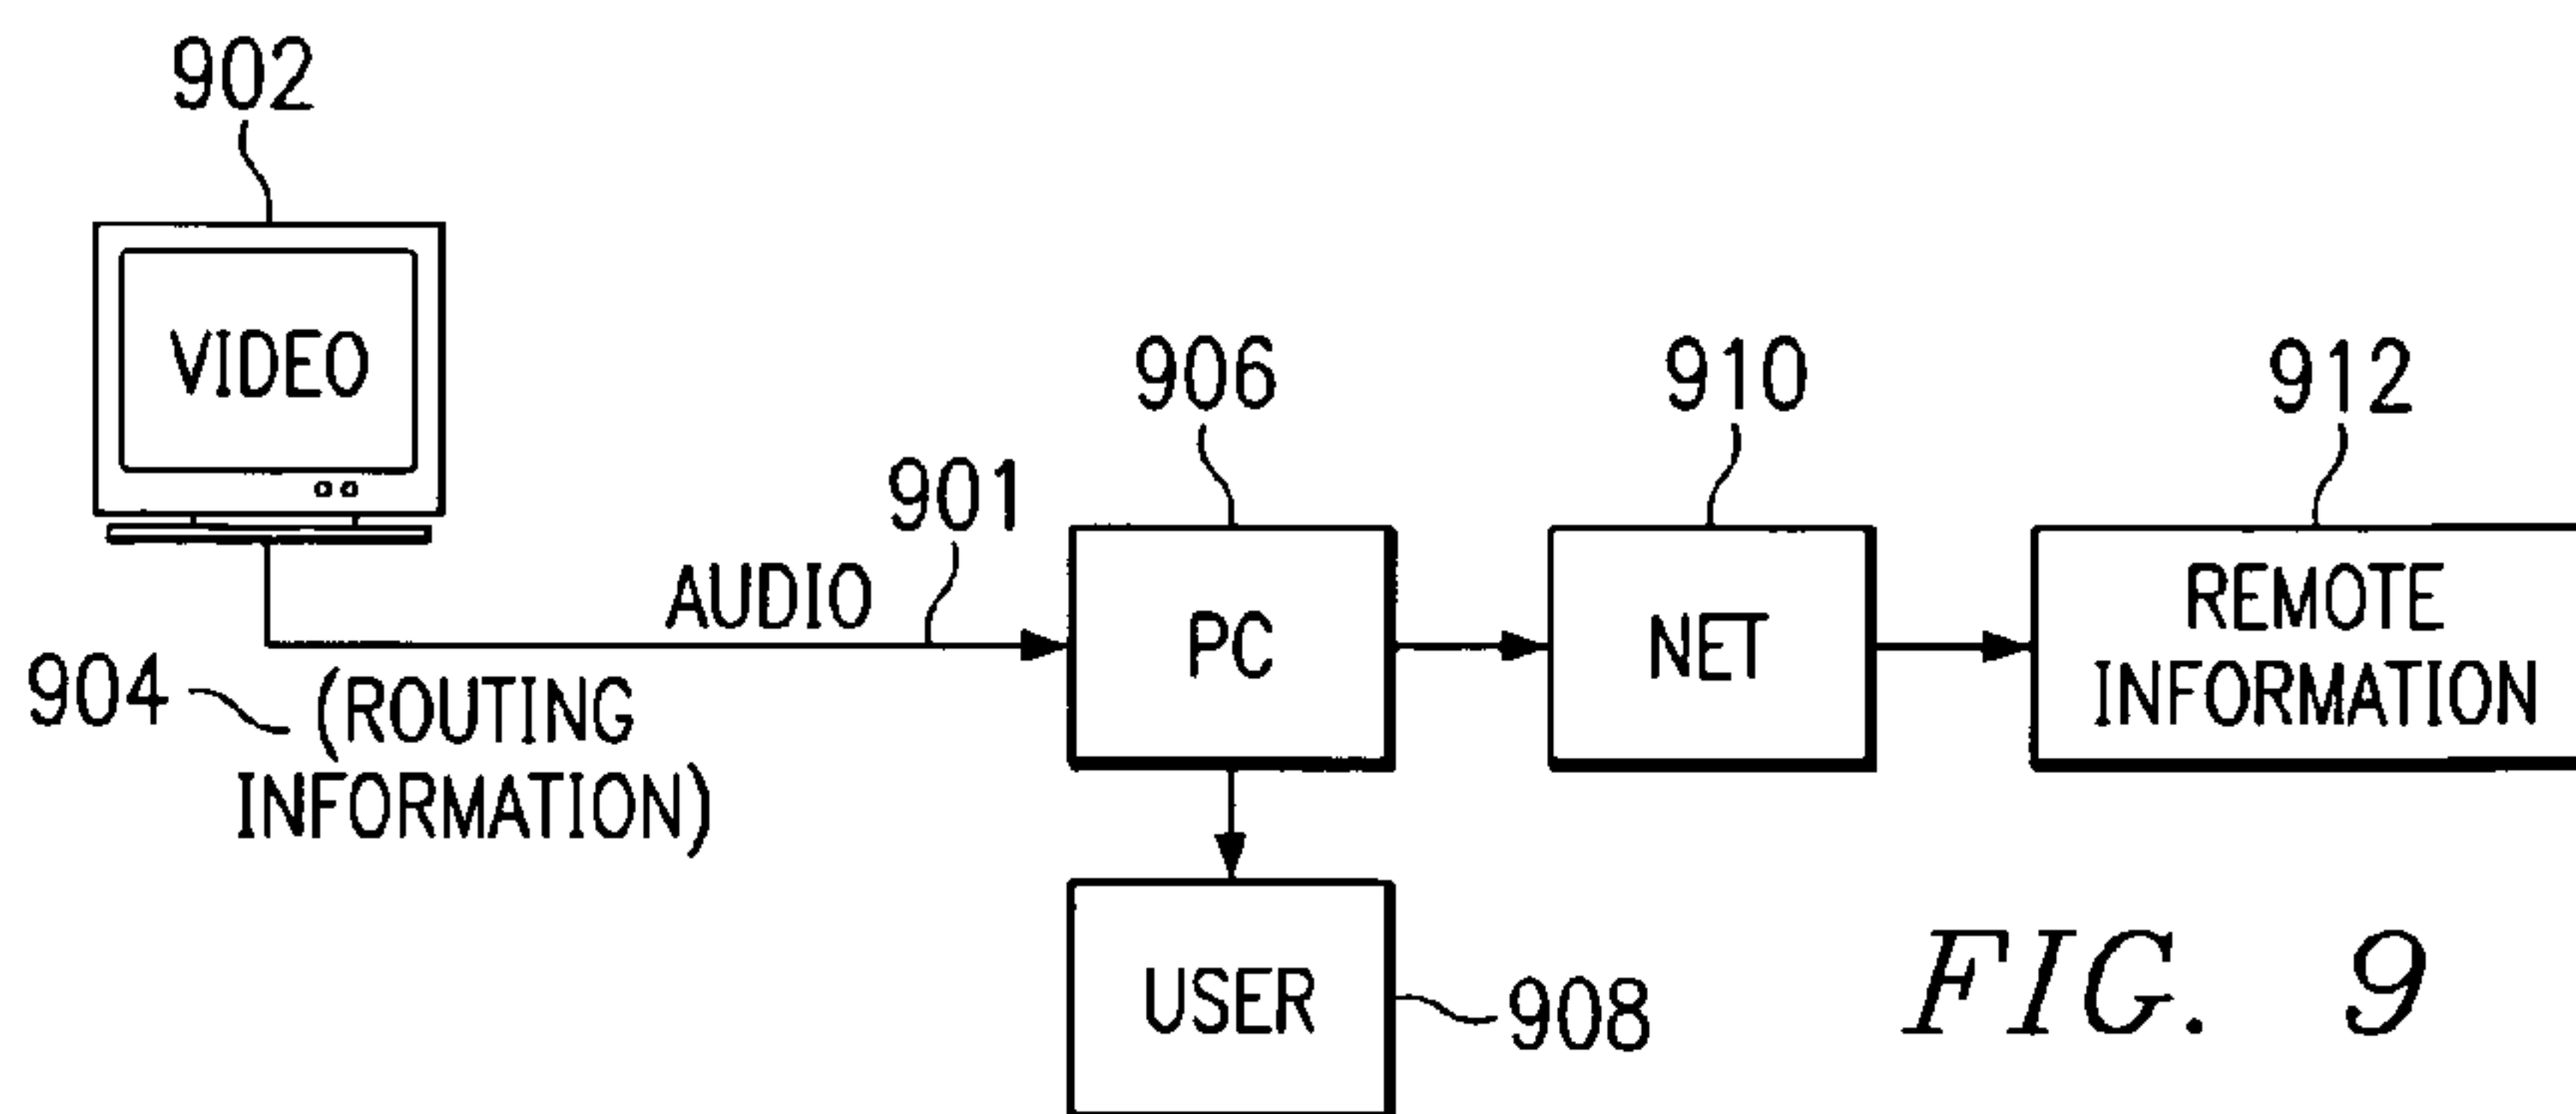 902
VIDEO
906
910
912
901
AUDIO
PC
NET
REMOTE
INFORMATION
904
(ROUTING
INFORMATION)
USER
908
FIG. 9